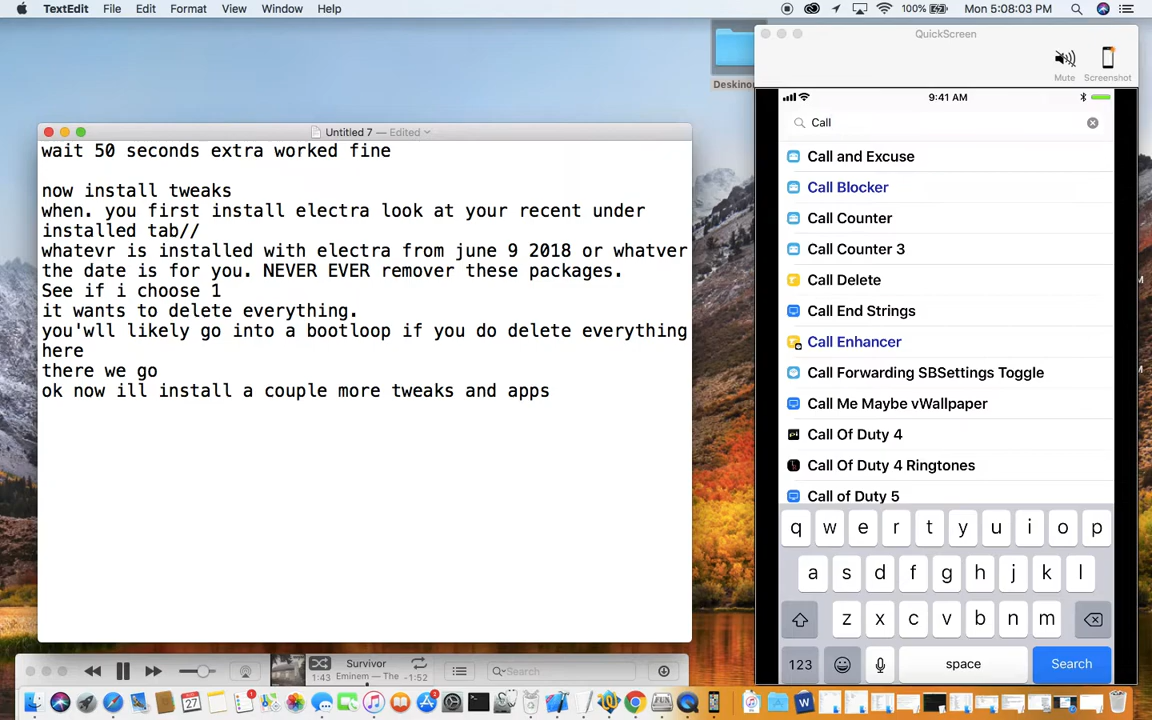 TextEdit File Edit Format View Window Help 100% Mon 5:08:03 PM
QuickScreen
Mute Screenshot
Untitled 7 — Edited
wait 50 seconds extra worked fine
now install tweaks
when. you first install electra look at your recent under
installed tab//
whatevr is installed with electra from june 9 2018 or whatver
the date is for you. NEVER EVER remover these packages.
See if i choose 1
it wants to delete everything.
you'wll likely go into a bootloop if you do delete everything
here
there we go
ok now ill install a couple more tweaks and apps
9:41 AM
Call
Call and Excuse
Call Blocker
Call Counter
Call Counter 3
Call Delete
Call End Strings
Call Enhancer
Call Forwarding SBSettings Toggle
Call Me Maybe vWallpaper
Call Of Duty 4
Call Of Duty 4 Ringtones
Call of Duty 5
q w e r t y u i o p
a s d f g h j k l
z x c v b n m
123 space Search
Survivor
1:43 Eminem — The -1:52
Search